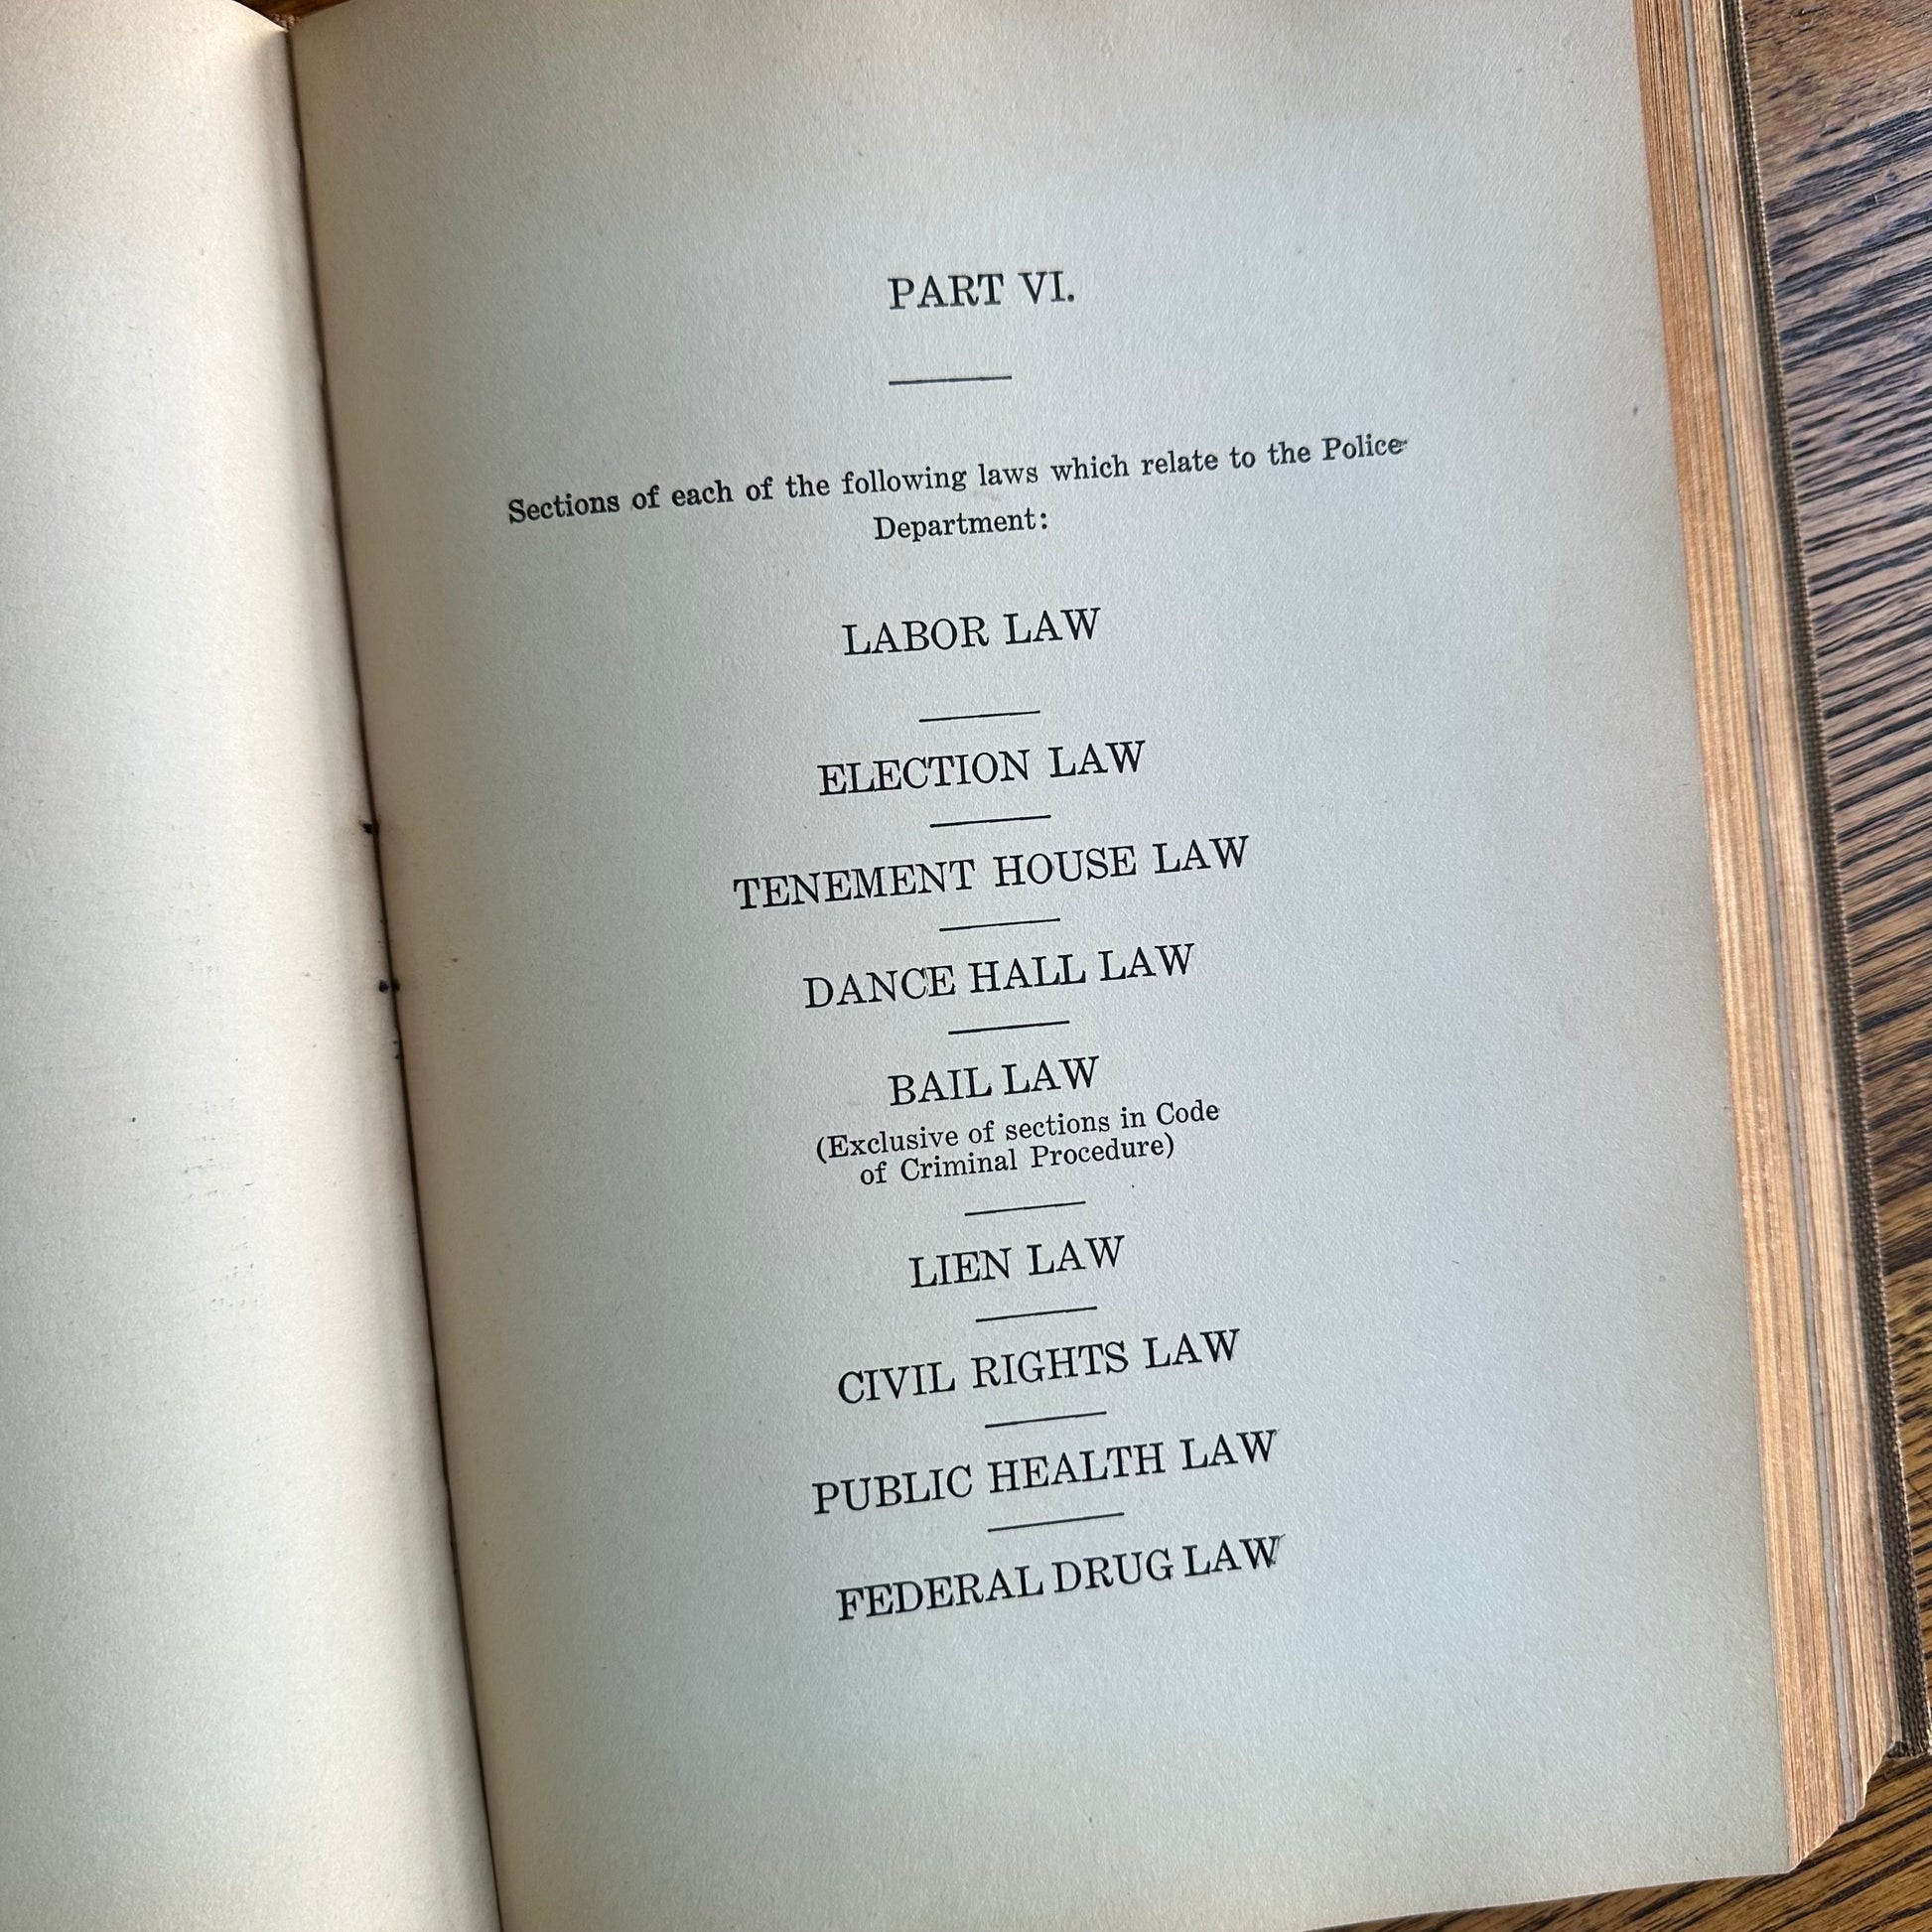 PART VI.
Sections of each of the following laws which relate to the Police
Department:
LABOR LAW
ELECTION LAW
TENEMENT HOUSE LAW
DANCE HALL LAW
BAIL LAW
(Exclusive of sections in Code
of Criminal Procedure)
LIEN LAW
CIVIL RIGHTS LAW
PUBLIC HEALTH LAW
FEDERAL DRUG LAW